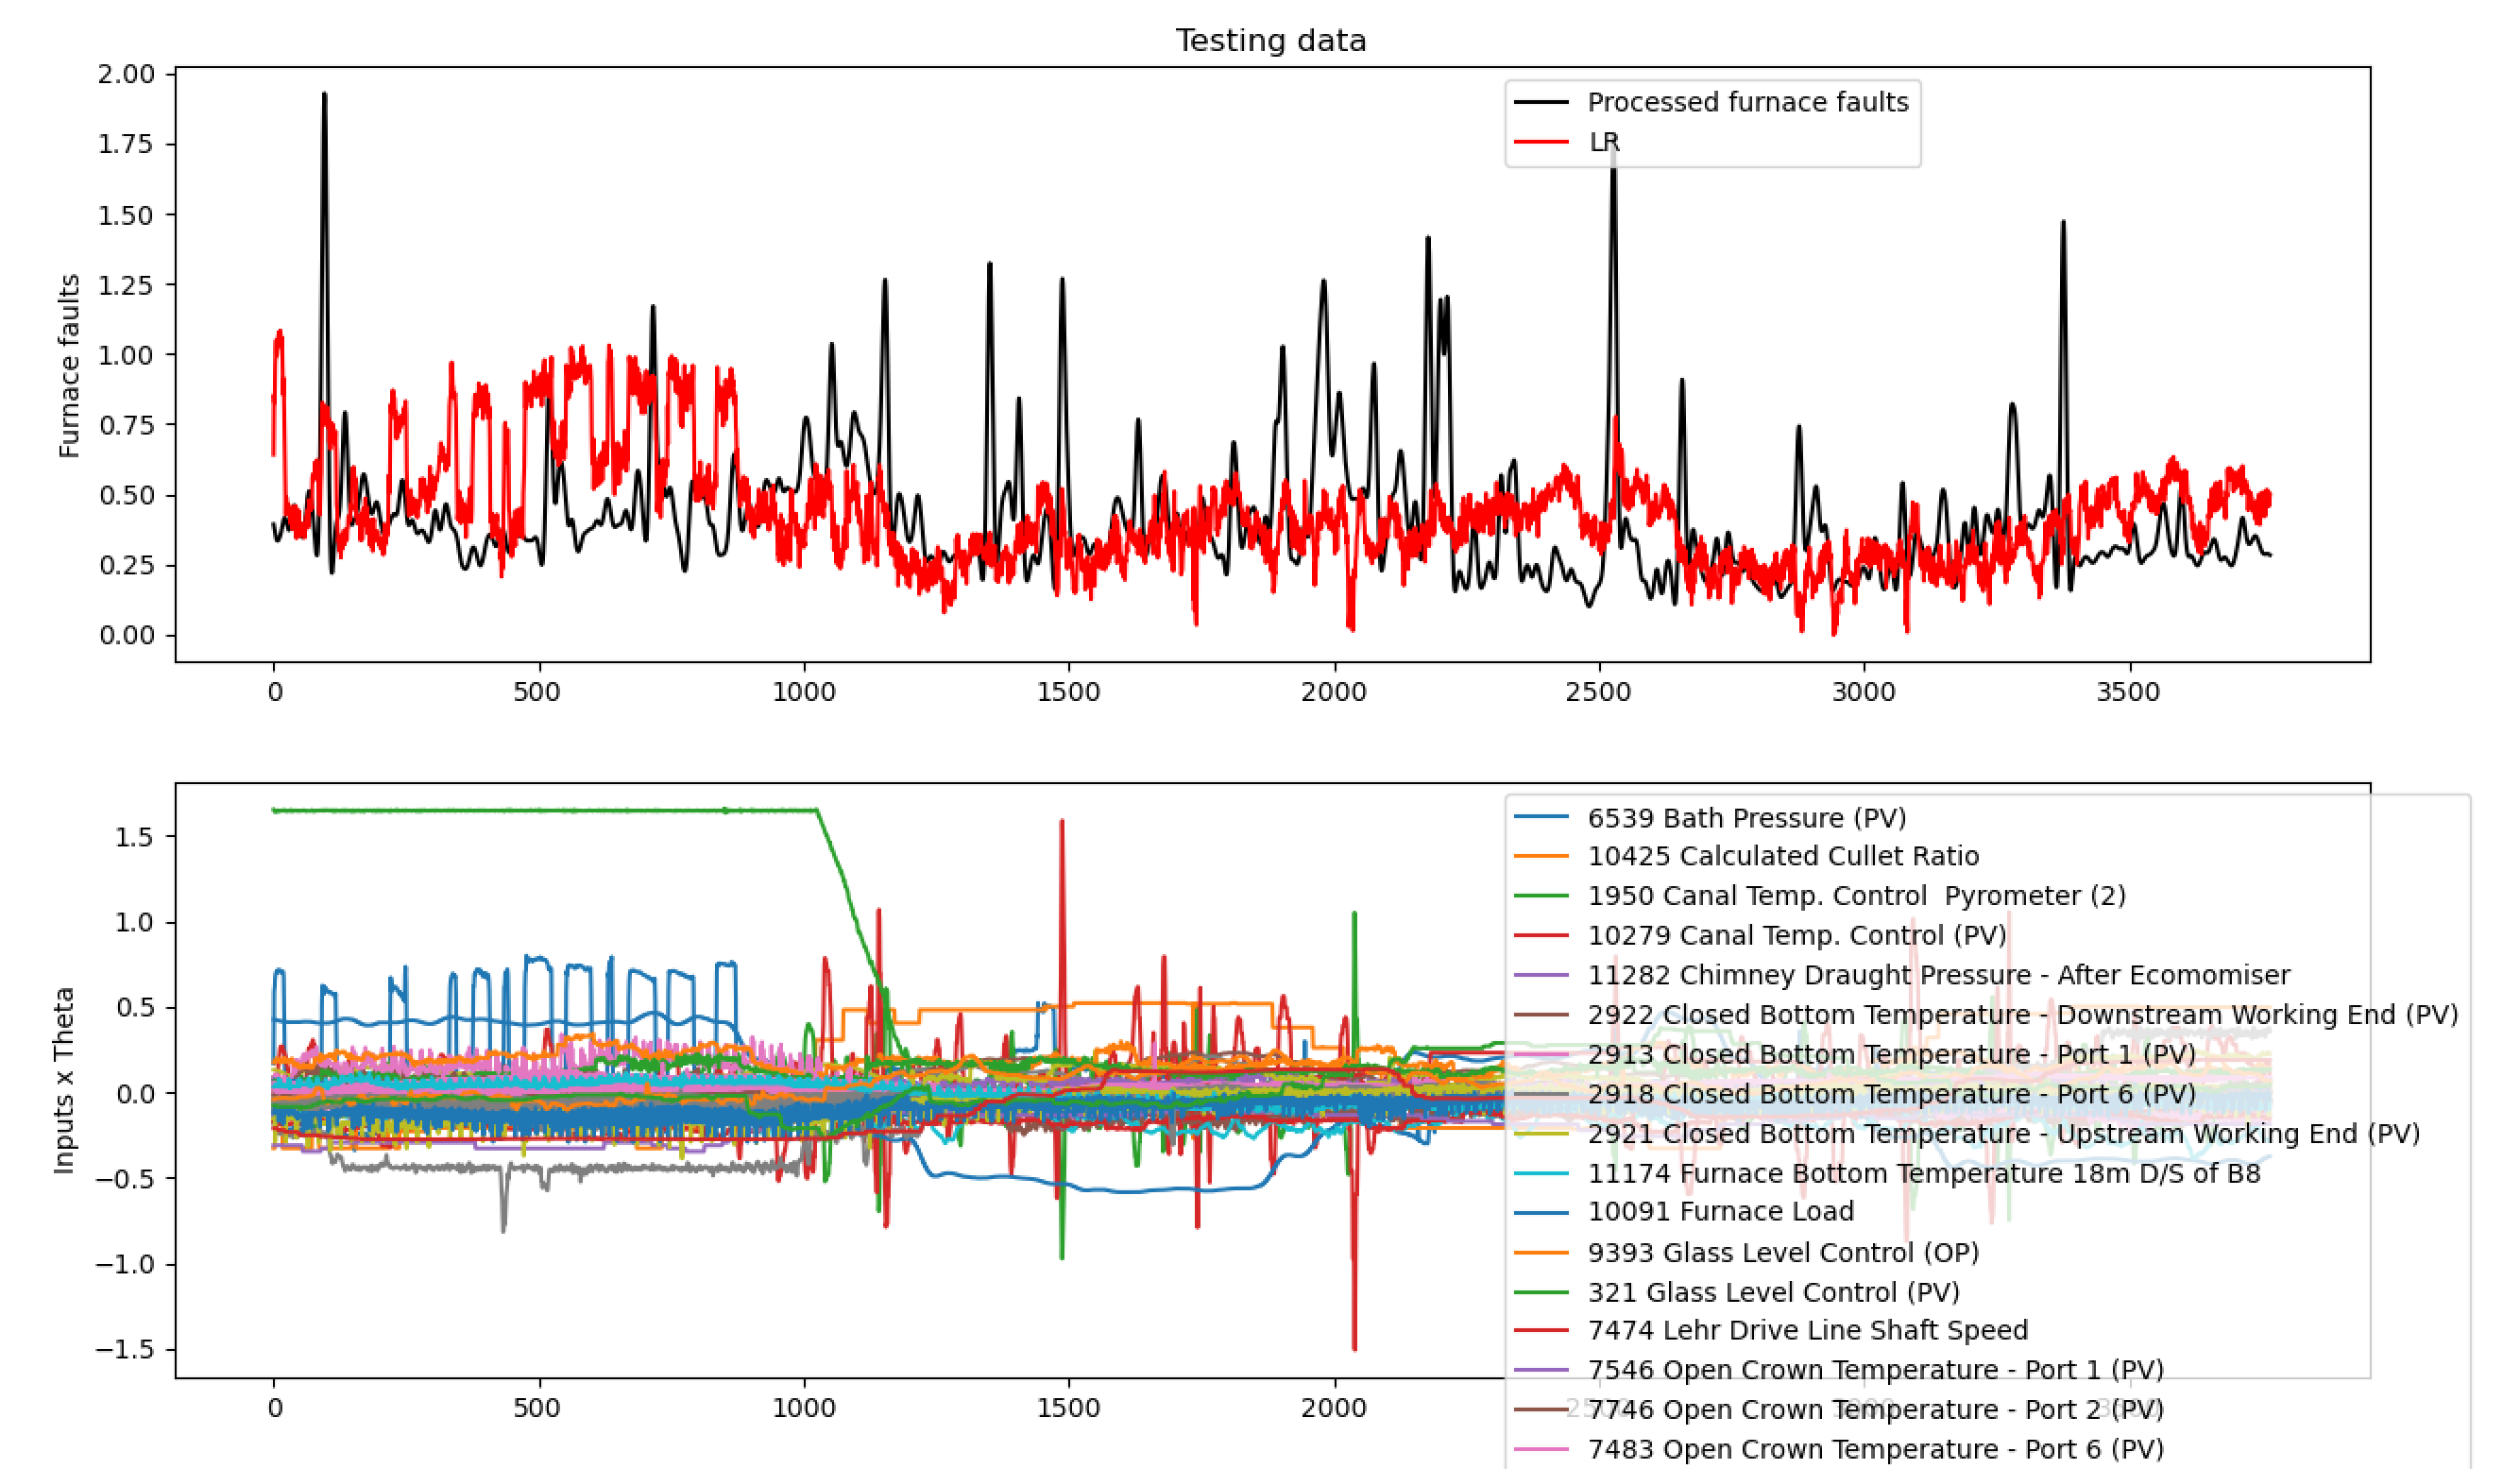 Testing data
2.00
1.75
1.50
1.25
1.00
0.75
0.50
0.25
0.00
Furnace faults
Processed furnace faults
LR
0 500 1000 1500 2000 2500 3000 3500
1.5
1.0
0.5
0.0
−0.5
−1.0
−1.5
Inputs x Theta
6539 Bath Pressure (PV)
10425 Calculated Cullet Ratio
1950 Canal Temp. Control  Pyrometer (2)
10279 Canal Temp. Control (PV)
11282 Chimney Draught Pressure - After Ecomomiser
2922 Closed Bottom Temperature - Downstream Working End (PV)
2913 Closed Bottom Temperature - Port 1 (PV)
2918 Closed Bottom Temperature - Port 6 (PV)
2921 Closed Bottom Temperature - Upstream Working End (PV)
11174 Furnace Bottom Temperature 18m D/S of B8
10091 Furnace Load
9393 Glass Level Control (OP)
321 Glass Level Control (PV)
7474 Lehr Drive Line Shaft Speed
7546 Open Crown Temperature - Port 1 (PV)
7746 Open Crown Temperature - Port 2 (PV)
7483 Open Crown Temperature - Port 6 (PV)
0 500 1000 1500 2000 2500 3000 3500